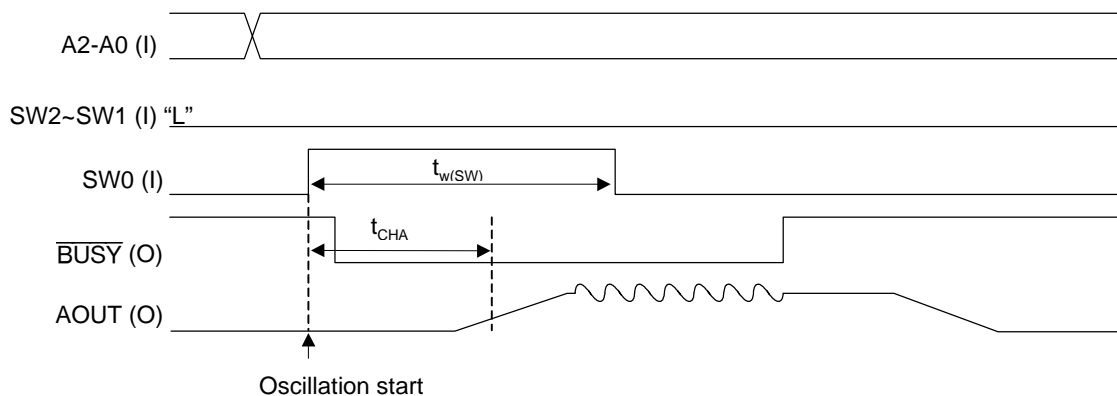 A2-A0 (I)
SW2~SW1 (I) “L”
SW0 (I)
tw(SW)
tCHA
BUSY (O)
AOUT (O)
Oscillation start